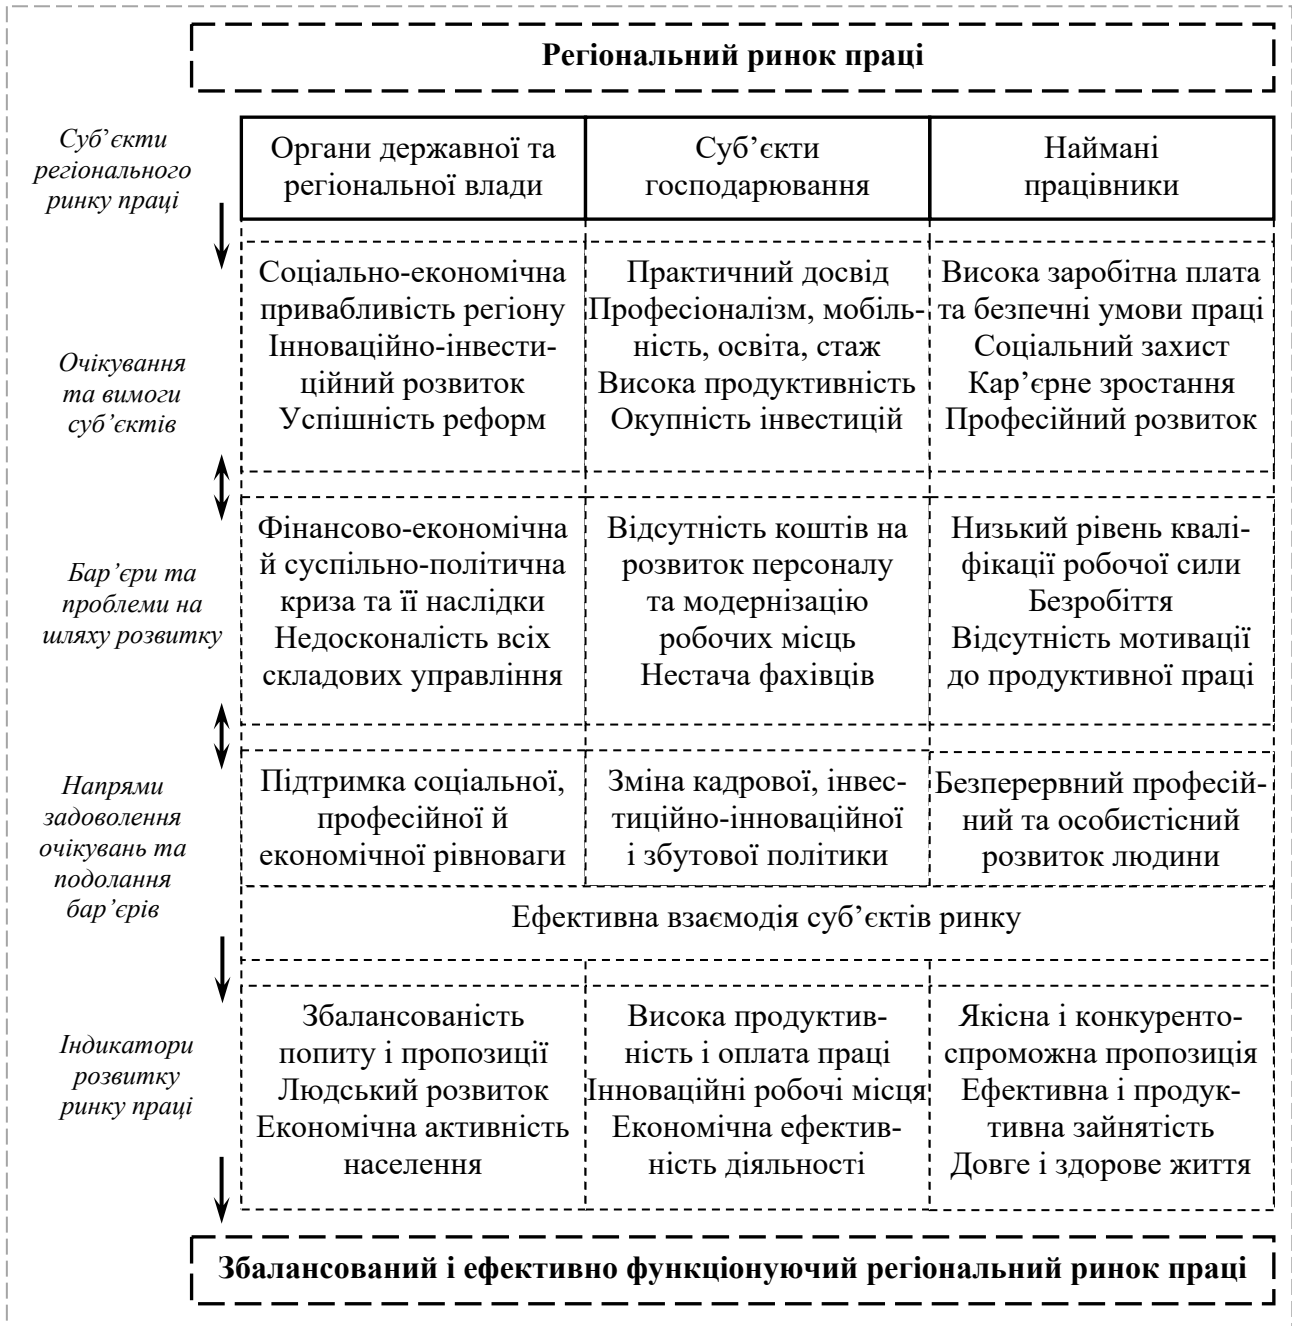 Регіональний ринок праці
Суб’єкти
регіонального
ринку праці
Органи державної та
регіональної влади
Суб’єкти
господарювання
Наймані
працівники
Очікування
та вимоги
суб’єктів
Соціально-економічна
привабливість регіону
Інноваційно-інвести-
ційний розвиток
Успішність реформ
Практичний досвід
Професіоналізм, мобіль-
ність, освіта, стаж
Висока продуктивність
Окупність інвестицій
Висока заробітна плата
та безпечні умови праці
Соціальний захист
Кар’єрне зростання
Професійний розвиток
Бар’єри та
проблеми на
шляху розвитку
Фінансово-економічна
й суспільно-політична
криза та її наслідки
Недосконалість всіх
складових управління
Відсутність коштів на
розвиток персоналу
та модернізацію
робочих місць
Нестача фахівців
Низький рівень квалі-
фікації робочої сили
Безробіття
Відсутність мотивації
до продуктивної праці
Напрями
задоволення
очікувань та
подолання
бар’єрів
Підтримка соціальної,
професійної й
економічної рівноваги
Зміна кадрової, інвес-
тиційно-інноваційної
і збутової політики
Безперервний професій-
ний та особистісний
розвиток людини
Ефективна взаємодія суб’єктів ринку
Індикатори
розвитку
ринку праці
Збалансованість
попиту і пропозиції
Людський розвиток
Економічна активність
населення
Висока продуктив-
ність і оплата праці
Інноваційні робочі місця
Економічна ефектив-
ність діяльності
Якісна і конкуренто-
спроможна пропозиція
Ефективна і продук-
тивна зайнятість
Довге і здорове життя
Збалансований і ефективно функціонуючий регіональний ринок праці